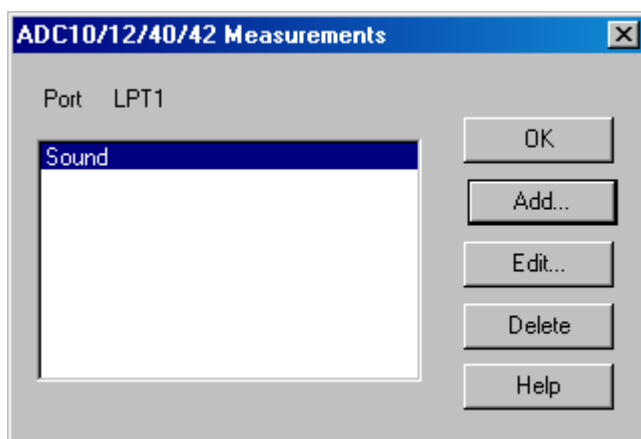 ADC10/12/40/42 Measurements
Port LPT1
Sound
OK
Add...
Edit...
Delete
Help